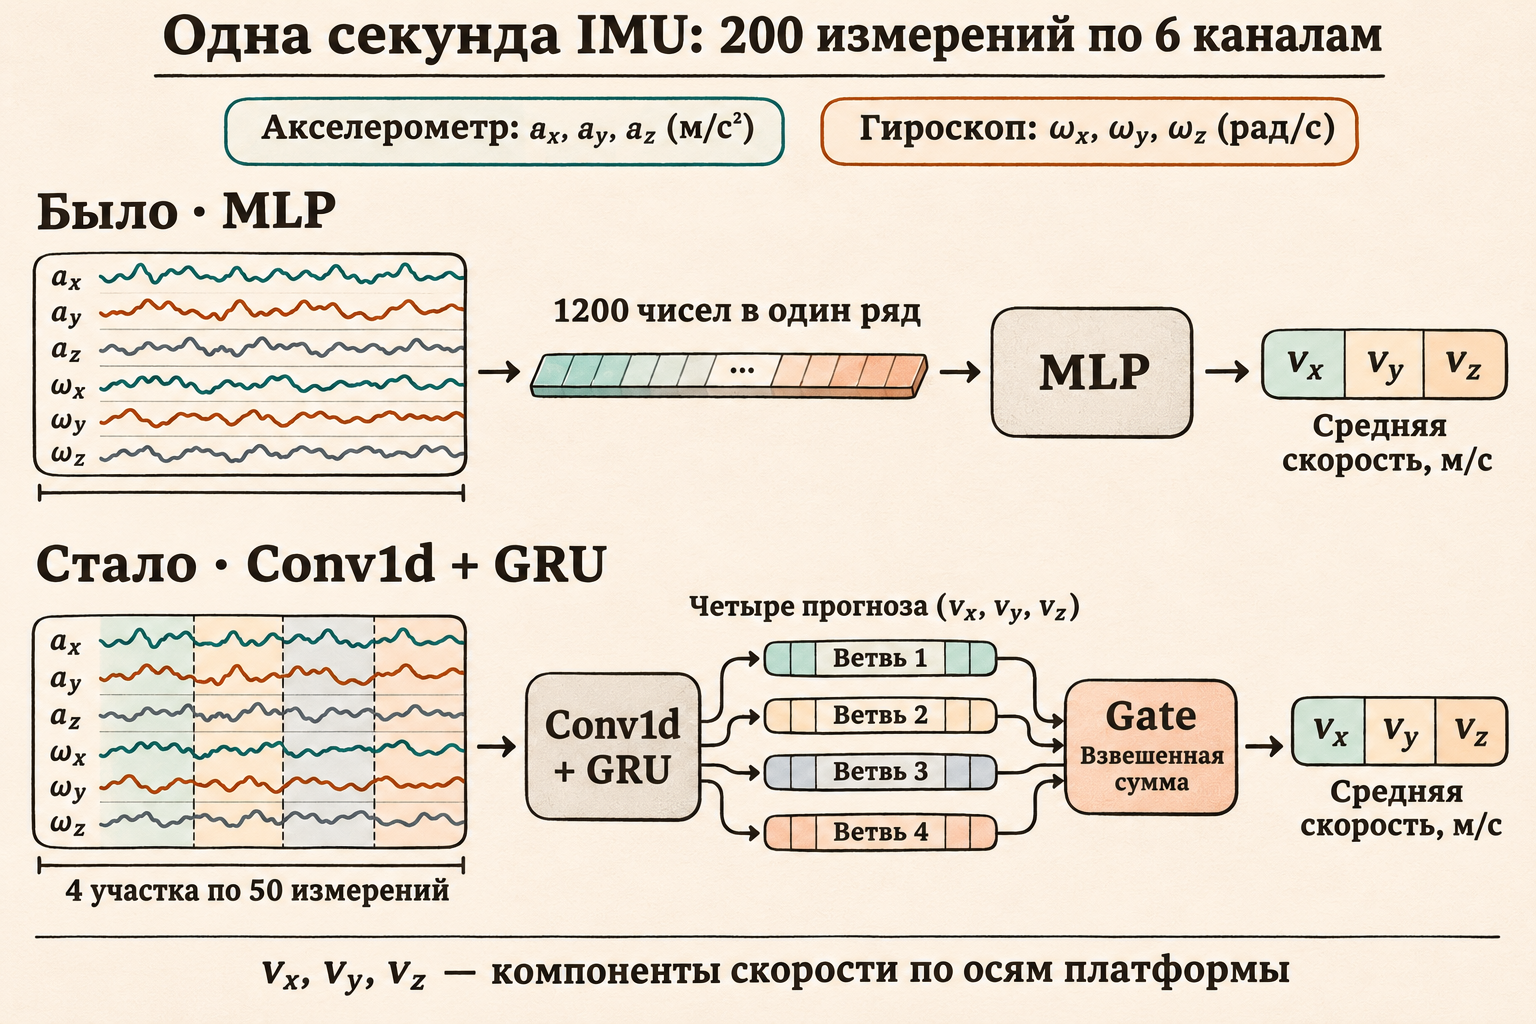 Одна секунда IMU: 200 измерений по 6 каналам
Акселерометр: aₓ, a_y, a_z (м/с²)
Гироскоп: ωₓ, ω_y, ω_z (рад/с)
Было · MLP
aₓ
a_y
a_z
ωₓ
ω_y
ω_z
1200 чисел в один ряд
...
MLP
vₓ v_y v_z
Средняя
скорость, м/с
Стало · Conv1d + GRU
aₓ
a_y
a_z
ωₓ
ω_y
ω_z
4 участка по 50 измерений
Conv1d
+ GRU
Четыре прогноза (vₓ, v_y, v_z)
Ветвь 1
Ветвь 2
Ветвь 3
Ветвь 4
Gate
Взвешенная
сумма
vₓ v_y v_z
Средняя
скорость, м/с
vₓ, v_y, v_z — компоненты скорости по осям платформы